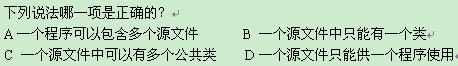 下列说法哪一项是正确的?
A 一个程序可以包含多个源文件 B 一个源文件中只能有一个类
C 一个源文件中可以有多个公共类 D 一个源文件只能供一个程序使用